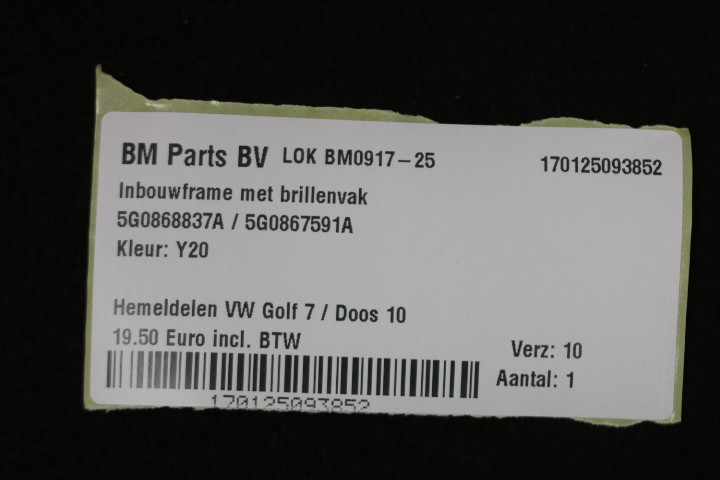 BM Parts BV LOK BM0917-25 170125093852
Inbouwframe met brillenvak
5G0868837A / 5G0867591A
Kleur: Y20
Hemeldelen VW Golf 7 / Doos 10
19.50 Euro incl. BTW
Verz: 10
Aantal: 1
170125093852